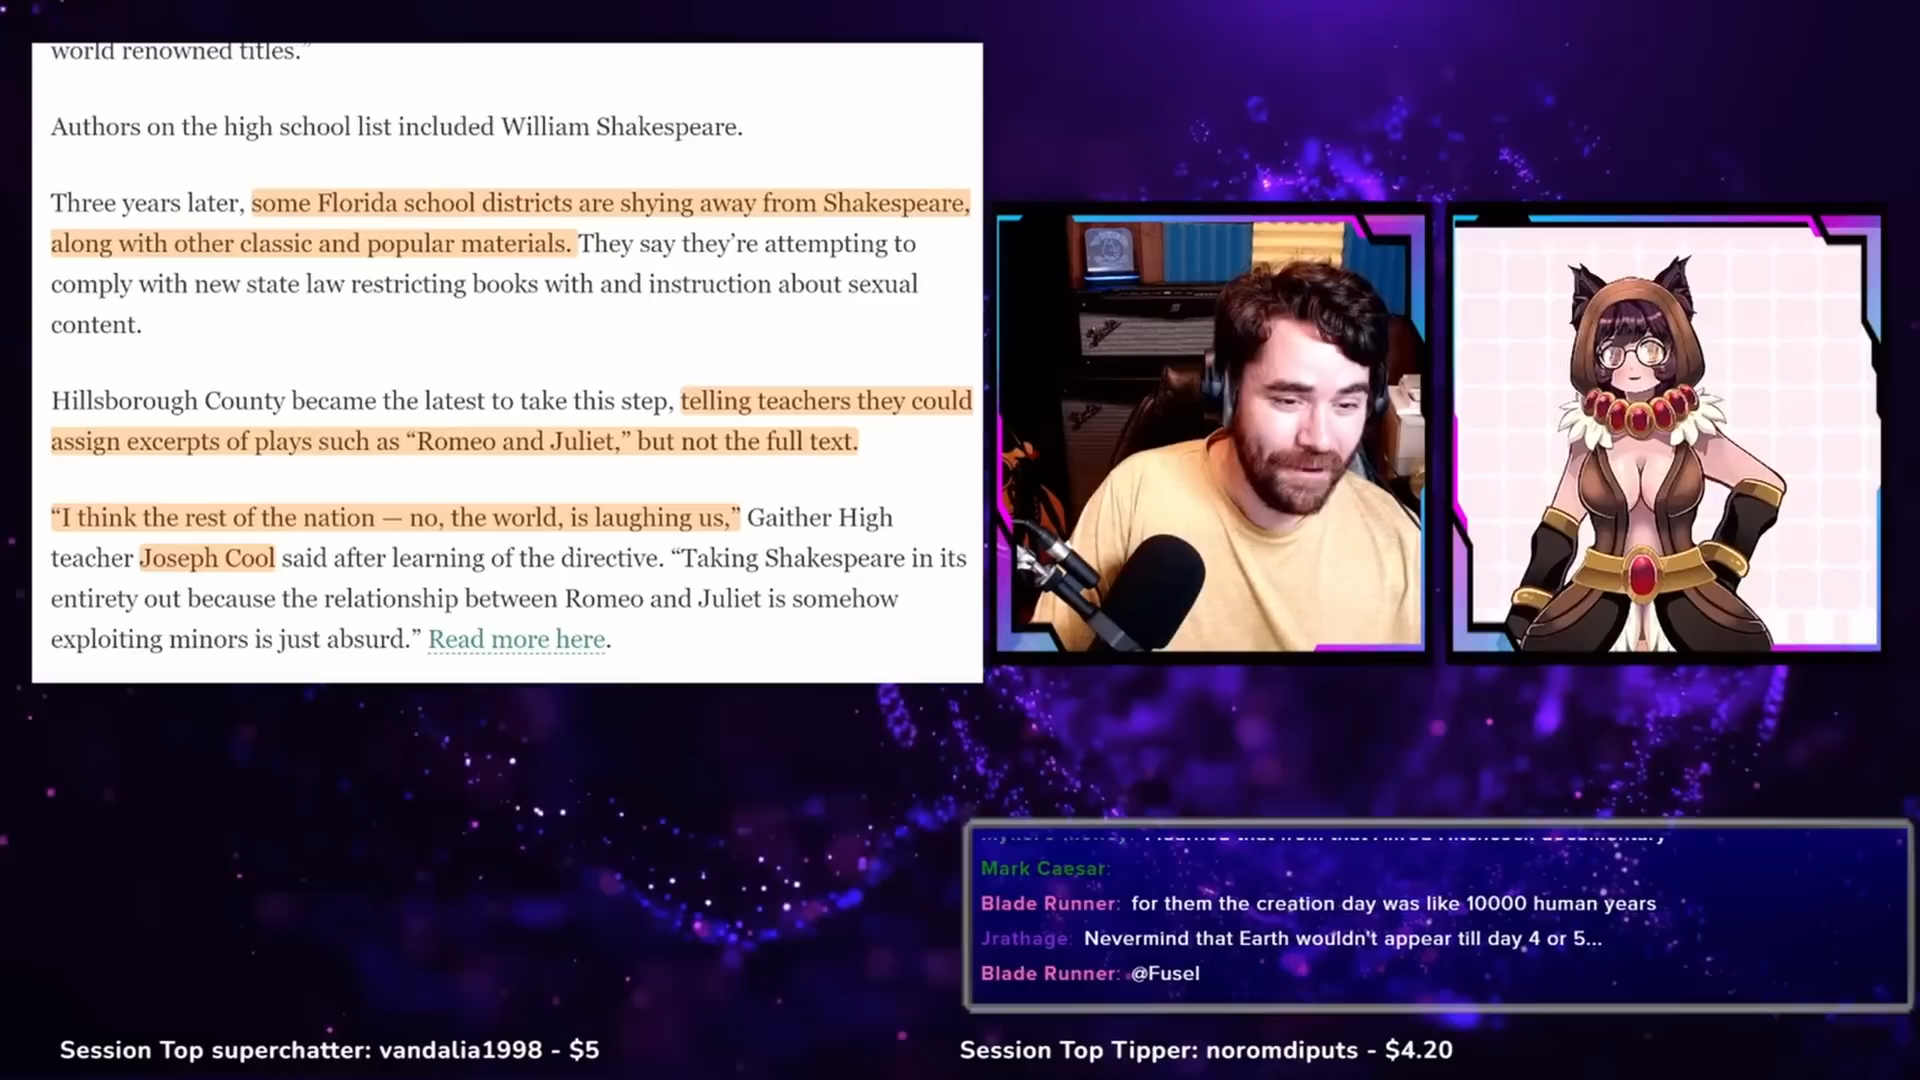 world renowned titles.”
Authors on the high school list included William Shakespeare.
Three years later, some Florida school districts are shying away from Shakespeare,
along with other classic and popular materials. They say they’re attempting to
comply with new state law restricting books with and instruction about sexual
content.
Hillsborough County became the latest to take this step, telling teachers they could
assign excerpts of plays such as “Romeo and Juliet,” but not the full text.
“I think the rest of the nation — no, the world, is laughing us,” Gaither High
teacher Joseph Cool said after learning of the directive. “Taking Shakespeare in its
entirety out because the relationship between Romeo and Juliet is somehow
exploiting minors is just absurd.” Read more here.
Fender
Mark Caesar:
Blade Runner: for them the creation day was like 10000 human years
Jrathage: Nevermind that Earth wouldn't appear till day 4 or 5...
Blade Runner: @Fusel
Session Top superchatter: vandalia1998 - $5
Session Top Tipper: noromdiputs - $4.20